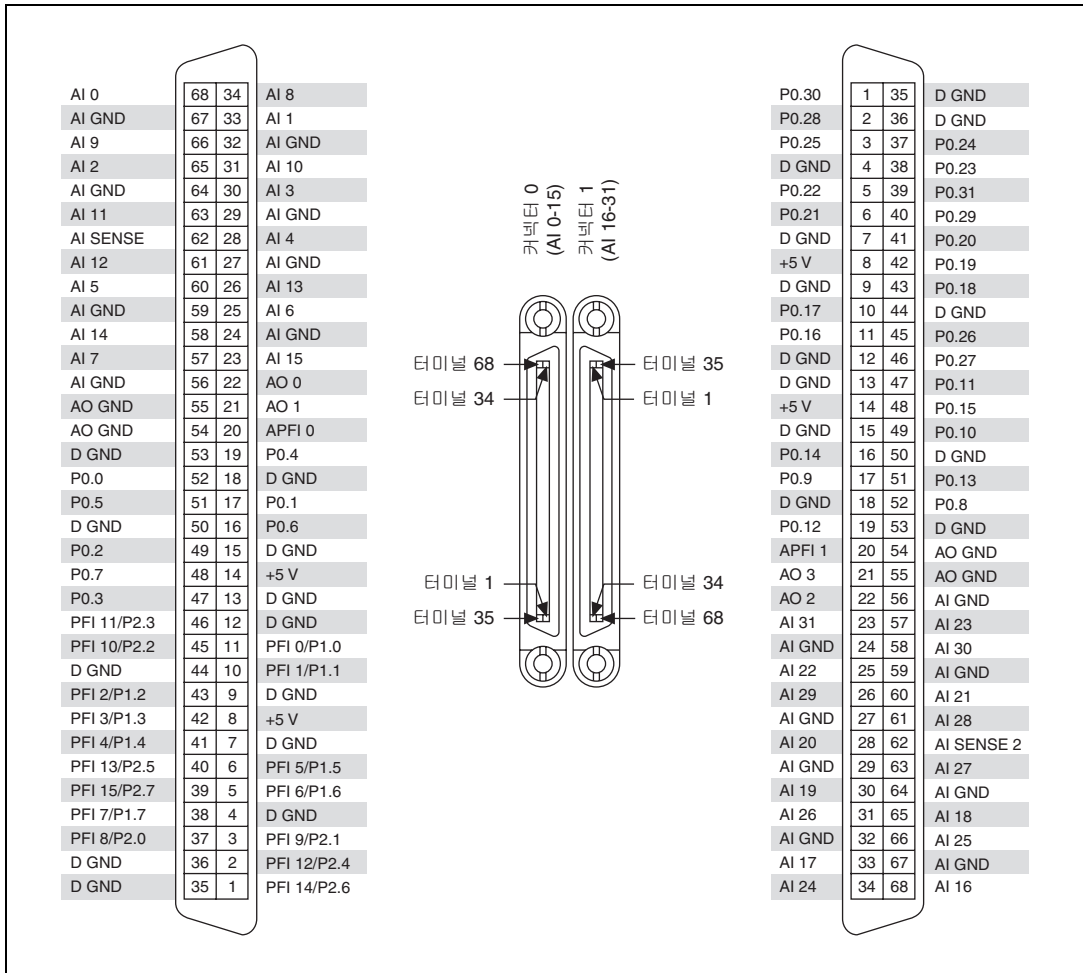 AI 0 68 34 AI 8
AI GND 67 33 AI 1
AI 9 66 32 AI GND
AI 2 65 31 AI 10
AI GND 64 30 AI 3
AI 11 63 29 AI GND
AI SENSE 62 28 AI 4
AI 12 61 27 AI GND
AI 5 60 26 AI 13
AI GND 59 25 AI 6
AI 14 58 24 AI GND
AI 7 57 23 AI 15
AI GND 56 22 AO 0
AO GND 55 21 AO 1
AO GND 54 20 APFI 0
D GND 53 19 P0.4
P0.0 52 18 D GND
P0.5 51 17 P0.1
D GND 50 16 P0.6
P0.2 49 15 D GND
P0.7 48 14 +5 V
P0.3 47 13 D GND
PFI 11/P2.3 46 12 D GND
PFI 10/P2.2 45 11 PFI 0/P1.0
D GND 44 10 PFI 1/P1.1
PFI 2/P1.2 43 9 D GND
PFI 3/P1.3 42 8 +5 V
PFI 4/P1.4 41 7 D GND
PFI 13/P2.5 40 6 PFI 5/P1.5
PFI 15/P2.7 39 5 PFI 6/P1.6
PFI 7/P1.7 38 4 D GND
PFI 8/P2.0 37 3 PFI 9/P2.1
D GND 36 2 PFI 12/P2.4
D GND 35 1 PFI 14/P2.6
커넥터 0
(AI 0-15)
커넥터 1
(AI 16-31)
터미널 68
터미널 35
터미널 34
터미널 1
터미널 1
터미널 34
터미널 35
터미널 68
P0.30 1 35 D GND
P0.28 2 36 D GND
P0.25 3 37 P0.24
D GND 4 38 P0.23
P0.22 5 39 P0.31
P0.21 6 40 P0.29
D GND 7 41 P0.20
+5 V 8 42 P0.19
D GND 9 43 P0.18
P0.17 10 44 D GND
P0.16 11 45 P0.26
D GND 12 46 P0.27
D GND 13 47 P0.11
+5 V 14 48 P0.15
D GND 15 49 P0.10
P0.14 16 50 D GND
P0.9 17 51 P0.13
D GND 18 52 P0.8
P0.12 19 53 D GND
APFI 1 20 54 AO GND
AO 3 21 55 AO GND
AO 2 22 56 AI GND
AI 31 23 57 AI 23
AI GND 24 58 AI 30
AI 22 25 59 AI GND
AI 29 26 60 AI 21
AI GND 27 61 AI 28
AI 20 28 62 AI SENSE 2
AI GND 29 63 AI 27
AI 19 30 64 AI GND
AI 26 31 65 AI 18
AI GND 32 66 AI 25
AI 17 33 67 AI GND
AI 24 34 68 AI 16